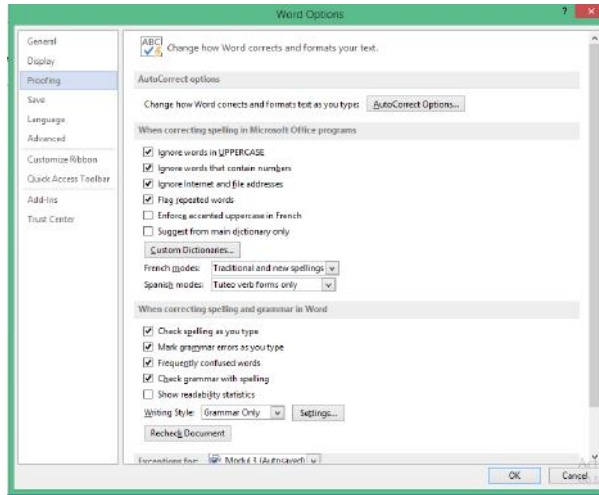 Word Options
? ×
General
Display
Proofing
Save
Language
Advanced
Customize Ribbon
Quick Access Toolbar
Add-Ins
Trust Center
ABC
Change how Word corrects and formats your text.
AutoCorrect options
Change how Word corrects and formats text as you type: AutoCorrect Options...
When correcting spelling in Microsoft Office programs
Ignore words in UPPERCASE
Ignore words that contain numbers
Ignore Internet and file addresses
Flag repeated words
Enforce accented uppercase in French
Suggest from main dictionary only
Custom Dictionaries...
French modes: Traditional and new spellings
Spanish modes: Tuteo verb forms only
When correcting spelling and grammar in Word
Check spelling as you type
Mark grammar errors as you type
Frequently confused words
Check grammar with spelling
Show readability statistics
Writing Style: Grammar Only Settings...
Recheck Document
Exceptions for: Modul 3 (Autosaved)
OK Cancel